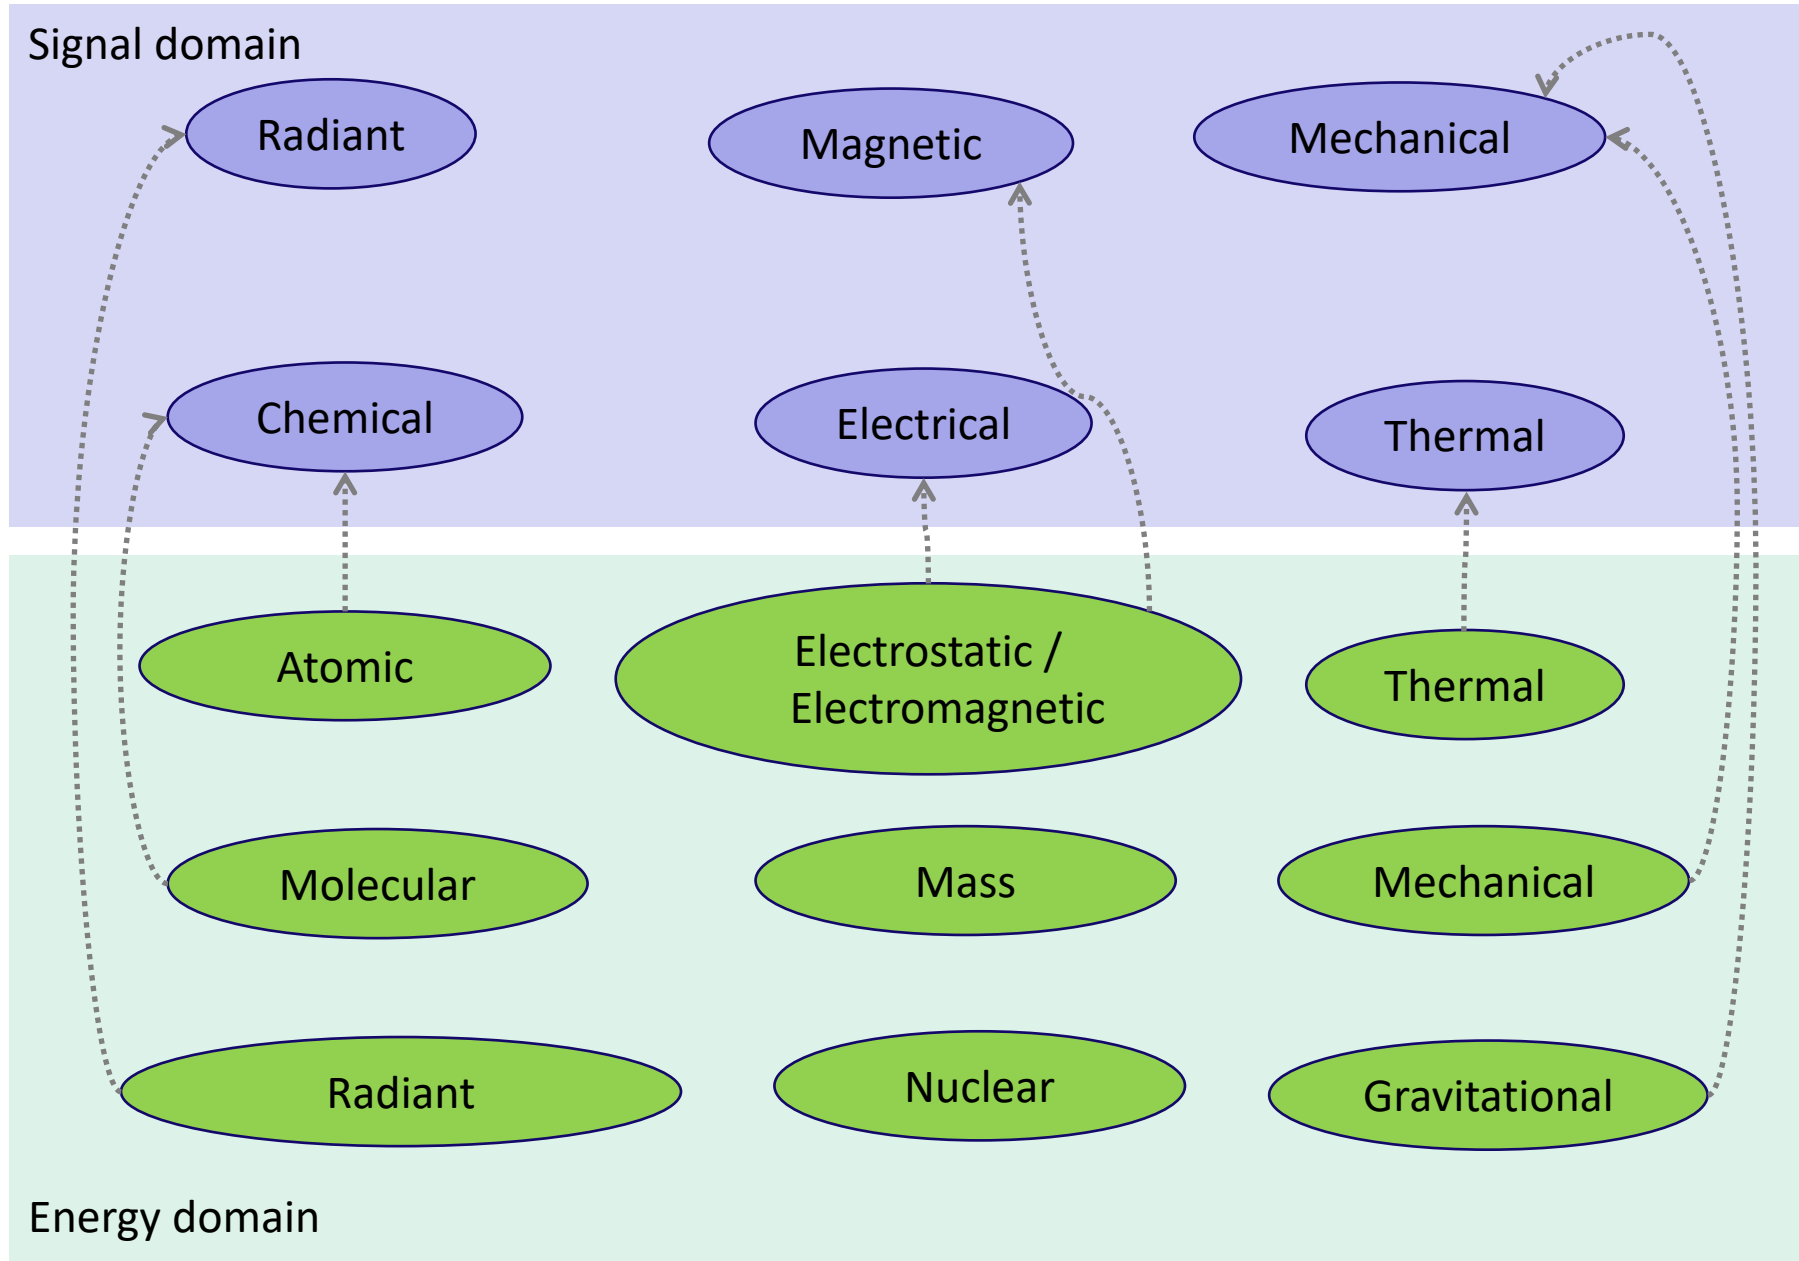 Signal domain
Radiant
Magnetic
Mechanical
Chemical
Electrical
Thermal
Atomic
Electrostatic /
Electromagnetic
Thermal
Molecular
Mass
Mechanical
Radiant
Nuclear
Gravitational
Energy domain